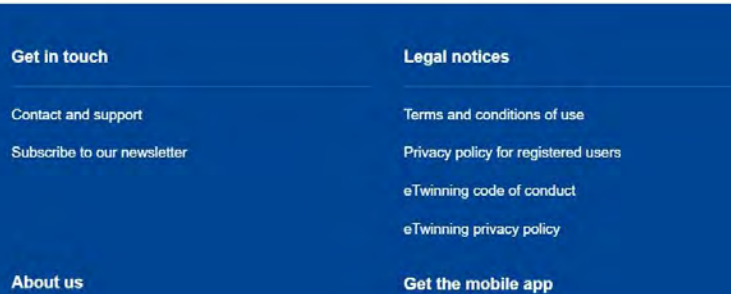 Get in touch
Contact and support
Subscribe to our newsletter
Legal notices
Terms and conditions of use
Privacy policy for registered users
eTwinning code of conduct
eTwinning privacy policy
About us
Get the mobile app